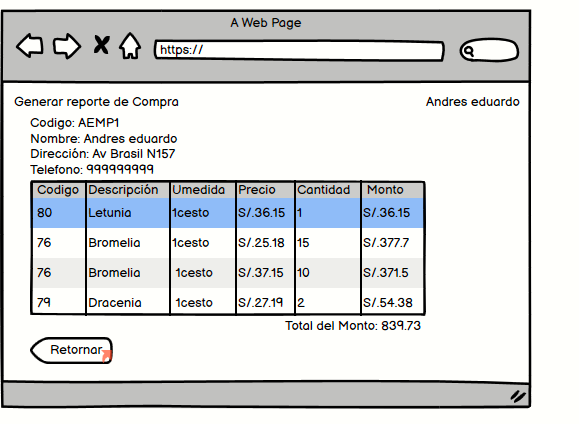 A Web Page
https://
Generar reporte de Compra Andres eduardo
Codigo: AEMP1
Nombre: Andres eduardo
Dirección: Av Brasil N157
Telefono: 999999999
Codigo Descripción Umedida Precio Cantidad Monto
80 Letunia 1cesto S/.36.15 1 S/.36.15
76 Bromelia 1cesto S/.25.18 15 S/.377.7
76 Bromelia 1cesto S/.37.15 10 S/.371.5
79 Dracenia 1cesto S/.27.19 2 S/.54.38
Total del Monto: 839.73
Retornar